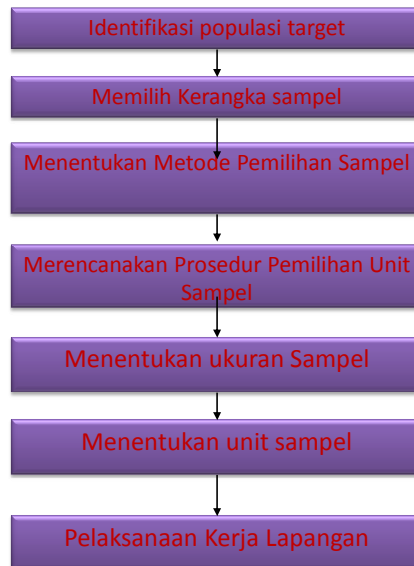 Identifikasi populasi target
Memilih Kerangka sampel
Menentukan Metode Pemilihan Sampel
Merencanakan Prosedur Pemilihan Unit
Sampel
Menentukan ukuran Sampel
Menentukan unit sampel
Pelaksanaan Kerja Lapangan